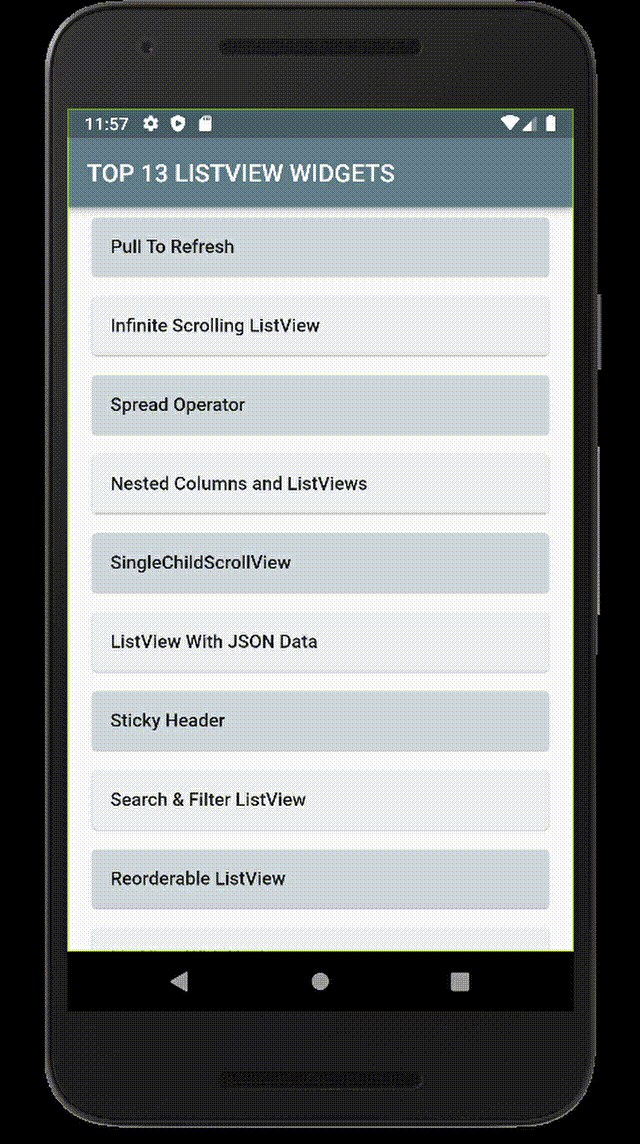 11:57
TOP 13 LISTVIEW WIDGETS
Pull To Refresh
Infinite Scrolling ListView
Spread Operator
Nested Columns and ListViews
SingleChildScrollView
ListView With JSON Data
Sticky Header
Search & Filter ListView
Reorderable ListView